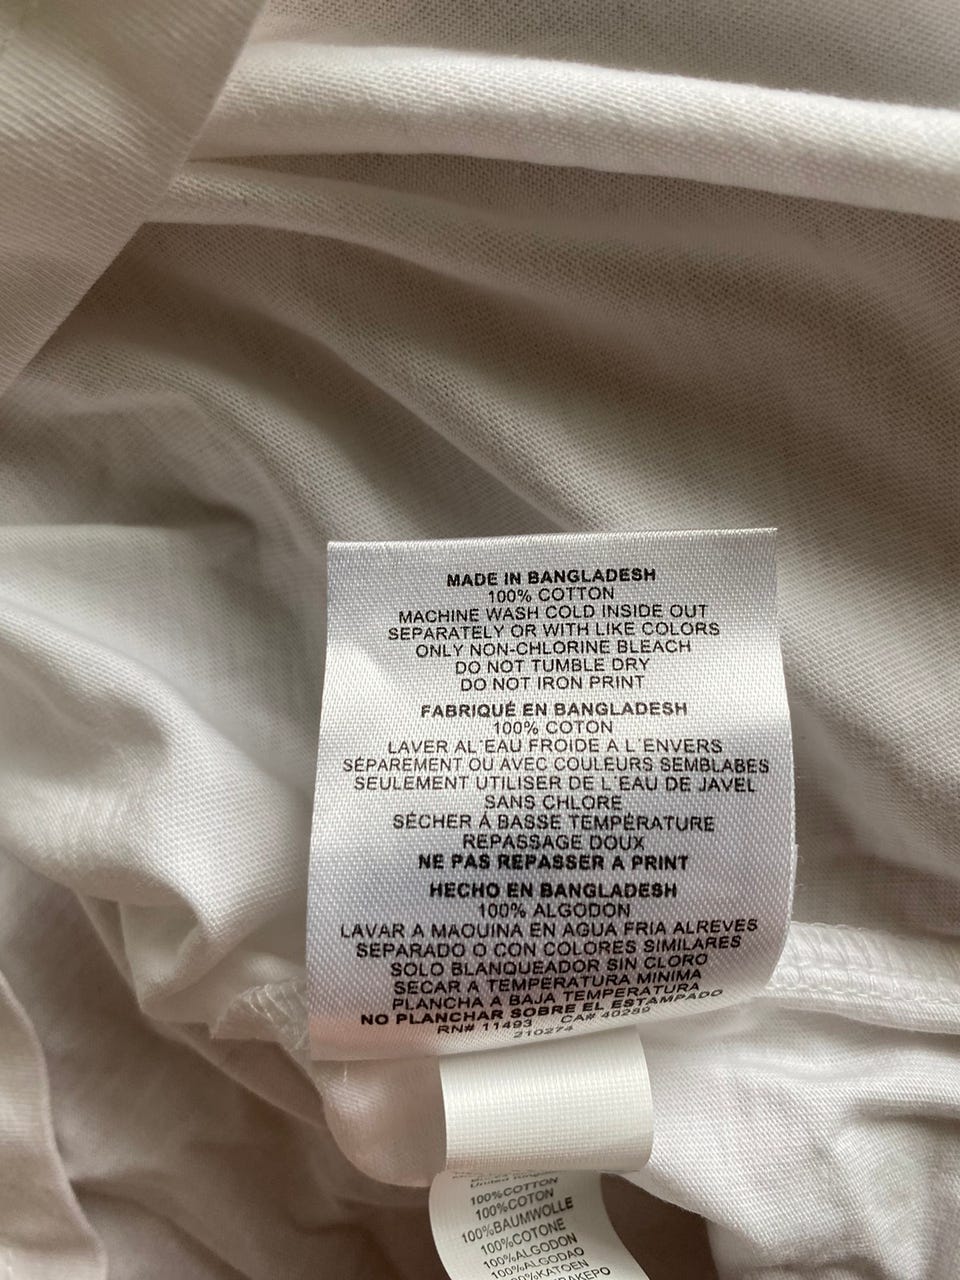 MADE IN BANGLADESH
100% COTTON
MACHINE WASH COLD INSIDE OUT
SEPARATELY OR WITH LIKE COLORS
ONLY NON-CHLORINE BLEACH
DO NOT TUMBLE DRY
DO NOT IRON PRINT
FABRIQUÉ EN BANGLADESH
100% COTON
LAVER AL'EAU FROIDE A L'ENVERS
SÉPAREMENT OU AVEC COULEURS SEMBLABES
SEULEMENT UTILISER DE L'EAU DE JAVEL
SANS CHLORE
SÉCHER Á BASSE TEMPÉRATURE
REPASSAGE DOUX
NE PAS REPASSER A PRINT
HECHO EN BANGLADESH
100% ALGODON
LAVAR A MAQUINA EN AGUA FRIA ALREVES
SEPARADO O CON COLORES SIMILARES
SOLO BLANQUEADOR SIN CLORO
SECAR A TEMPERATURA MINIMA
PLANCHA A BAJA TEMPERATURA
NO PLANCHAR SOBRE EL ESTAMPADO
RN# 11493 CA# 40289
210274
United
100%COTTON
100%COTON
100%BAUMWOLLE
100%COTONE
100%ALGODON
100%ALGODAO
00%KATOEN